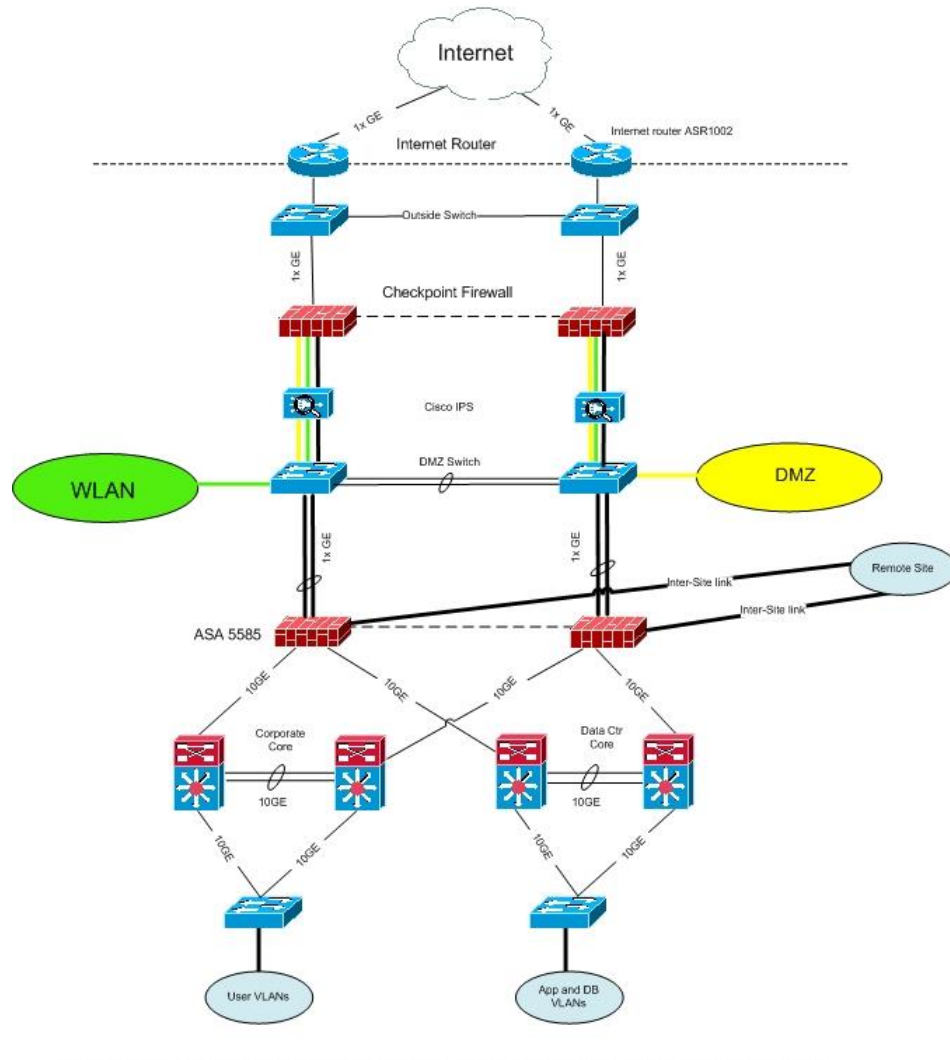 Internet
1x GE
1x GE
Internet router ASR1002
Internet Router
Outside Switch
1x GE
1x GE
Checkpoint Firewall
Cisco IPS
DMZ Switch
WLAN
DMZ
1x GE
1x GE
Remote Site
Inter-Site link
Inter-Site link
ASA 5585
10GE
10GE
10GE
10GE
Corporate
Core
Data Ctr
Core
10GE
10GE
10GE
10GE
10GE
10GE
User VLANs
App and DB
VLANs